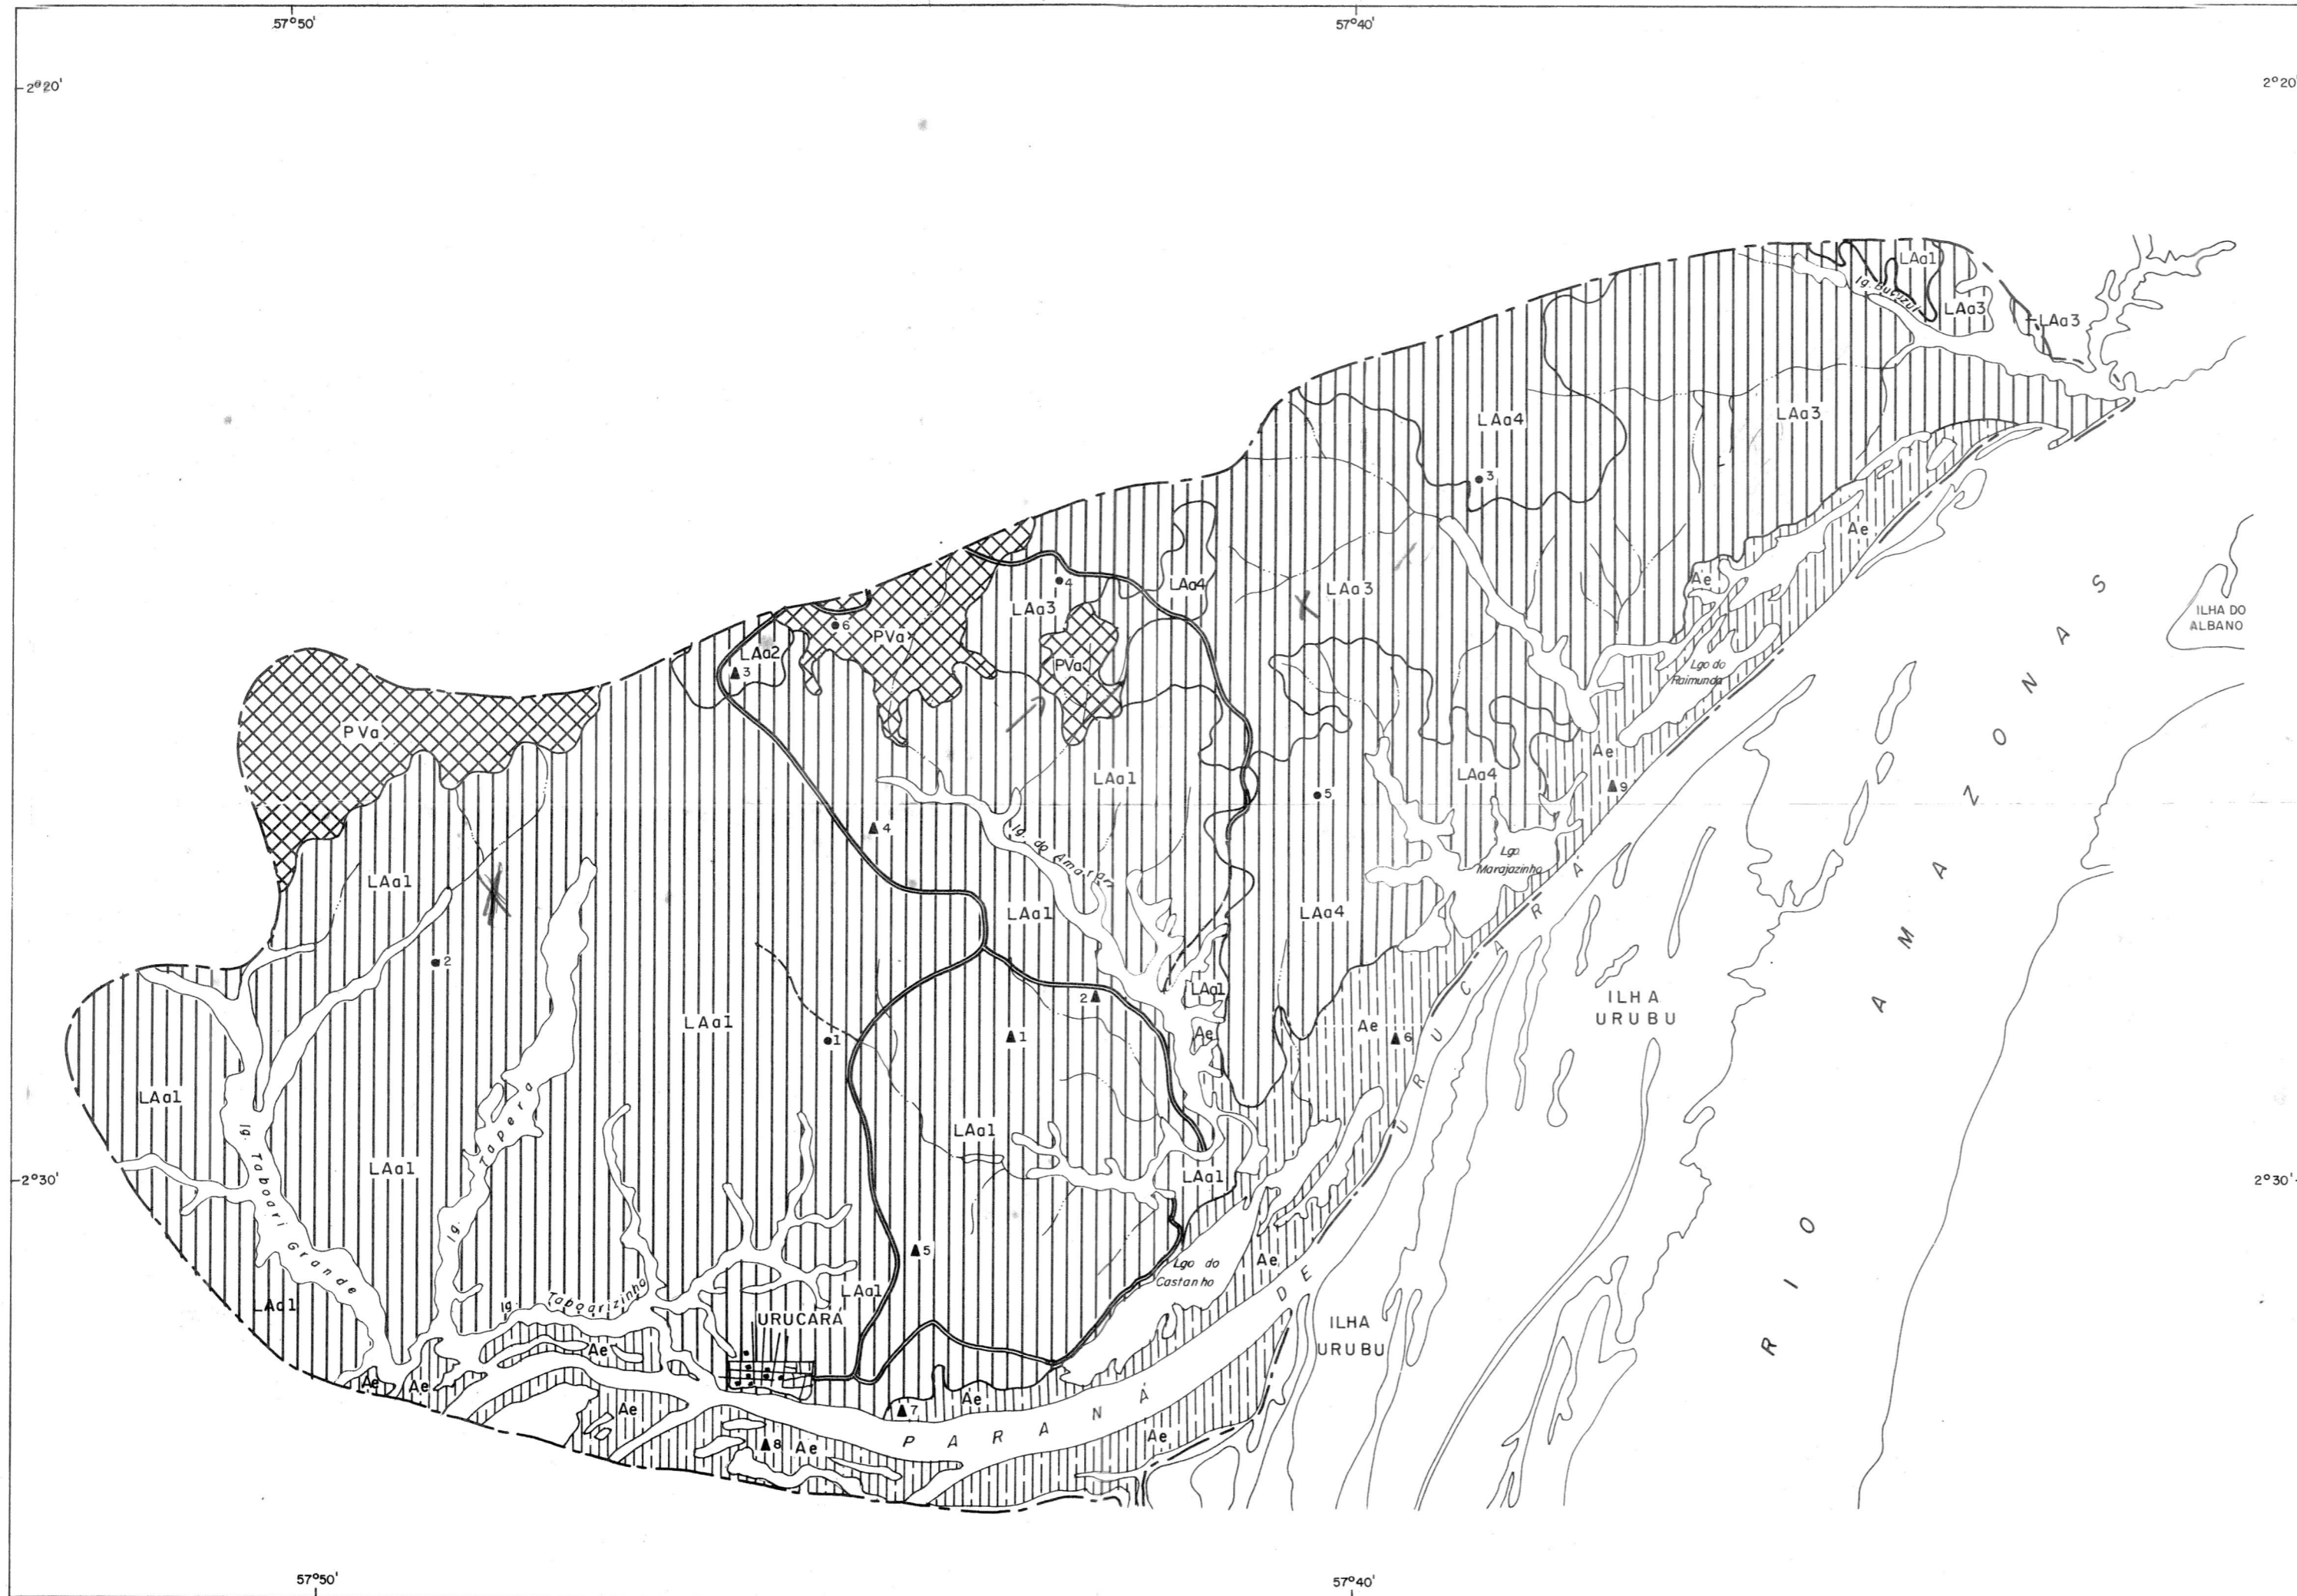 57°50'
57°40'
2°20'
2°20'
LAa1
Ig.
LAa3
LAa3
LAa4
LAa3
3
Ae
4
LAa3
LAa4
LAa3
Ae
ILHA DO
ALBANO
6
PVa
LAa2
3
PVa
Lgo do
Raimundo
PVa
Ae
LAa1
LAa4
9
5
4
Ig. do Amatari
Lgo.
Marajazinho
LAa1
LAa1
LAa4
2
LAa1
2
ILHA
URUBU
LAa1
Ae
Ae
6
1
1
LAa1
LAa1
LAa1
LAa1
2°30'
2°30'
Ig. Taboari Grande
Ig. Tapera
5
Lgo do
Castanho
Ae
LAa1
LAa1
Ig. Taboarizinho
URUCARÁ
ILHA
URUBU
Ae
Ae
Ae
Ae
7
Ae
8
Ae
Ae
PARANÁ DE URUCARÁ
RIO AMAZONAS
57°50'
57°40'